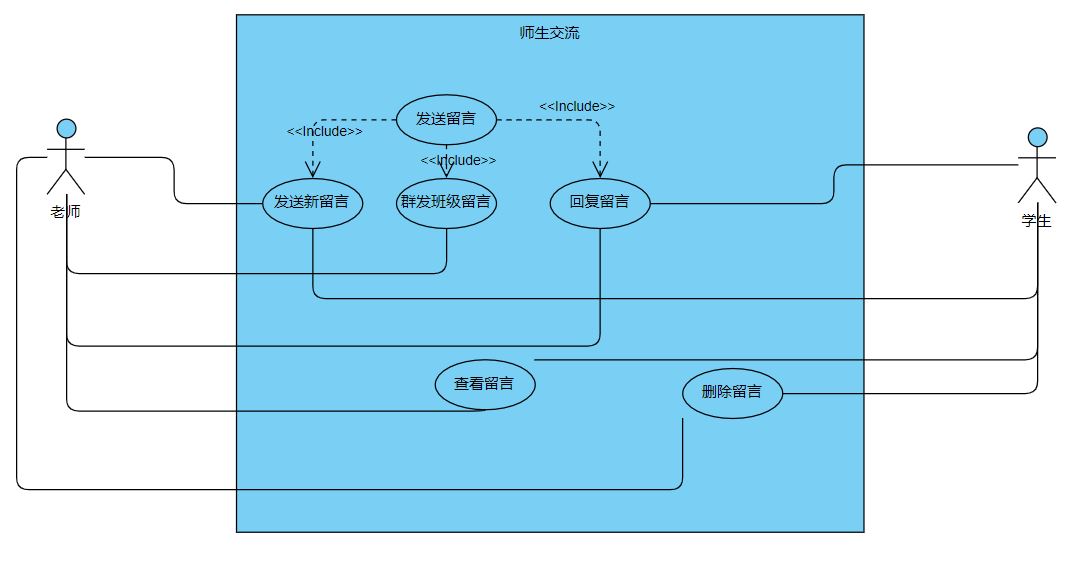 师生交流
发送留言
<<Include>>
<<Include>>
<<Include>>
发送新留言
群发班级留言
回复留言
老师
学生
查看留言
删除留言